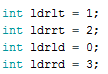 int ldrlt = 1;
int ldrrt = 2;
int ldrld = 0;
int ldrrd = 3;